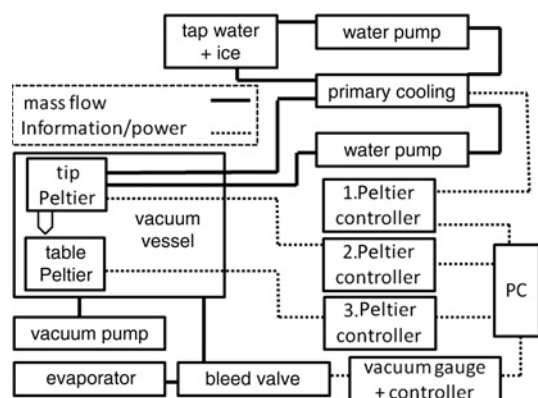 tap water
+ ice
water pump
primary cooling
mass flow
Information/power
water pump
tip
Peltier
vacuum
vessel
table
Peltier
1.Peltier
controller
2.Peltier
controller
3.Peltier
controller
PC
vacuum pump
evaporator
bleed valve
vacuum gauge
+ controller